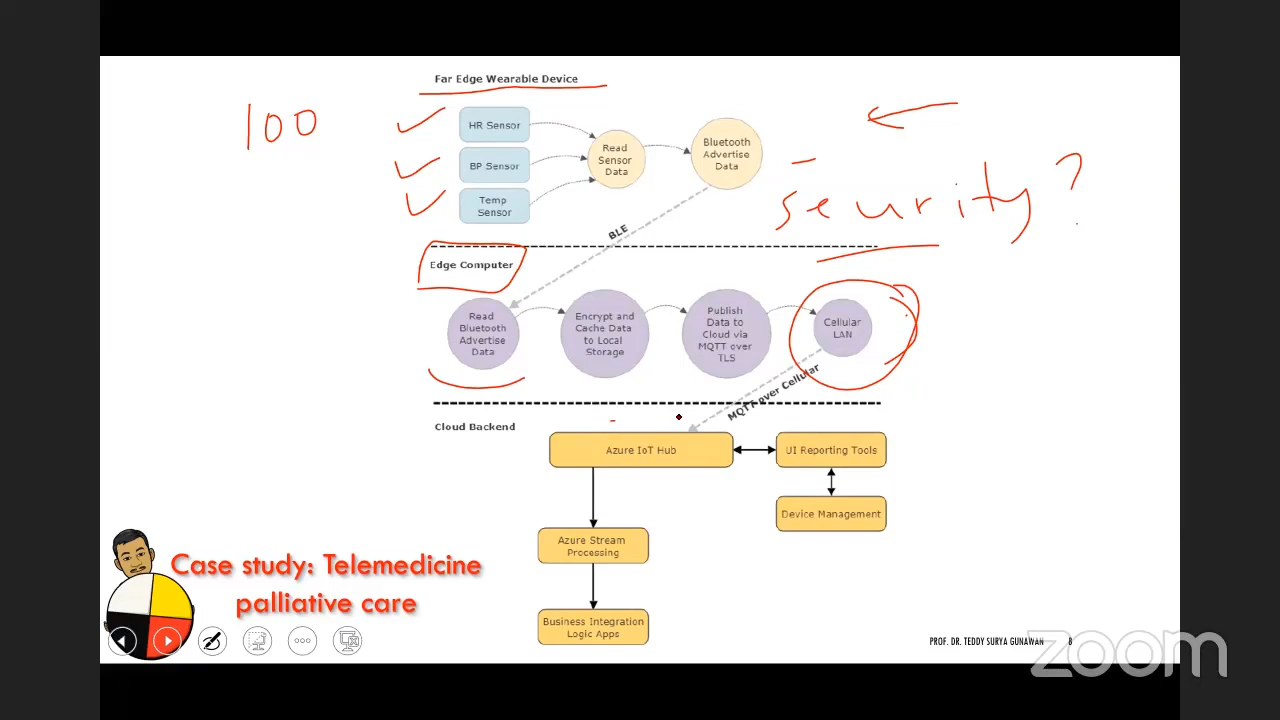 Far Edge Wearable Device
100
HR Sensor
BP Sensor
Temp
Sensor
Read
Sensor
Data
Bluetooth
Advertise
Data
security?
BLE
Edge Computer
Read
Bluetooth
Advertise
Data
Encrypt and
Cache Data
to Local
Storage
Publish
Data to
Cloud via
MQTT over
TLS
Cellular
LAN
MQTT over Cellular
Cloud Backend
Azure IoT Hub
UI Reporting Tools
Device Management
Azure Stream
Processing
Business Integration
Logic Apps
Case study: Telemedicine
palliative care
PROF. DR. TEDDY SURYA GUNAWAN
8
zoom